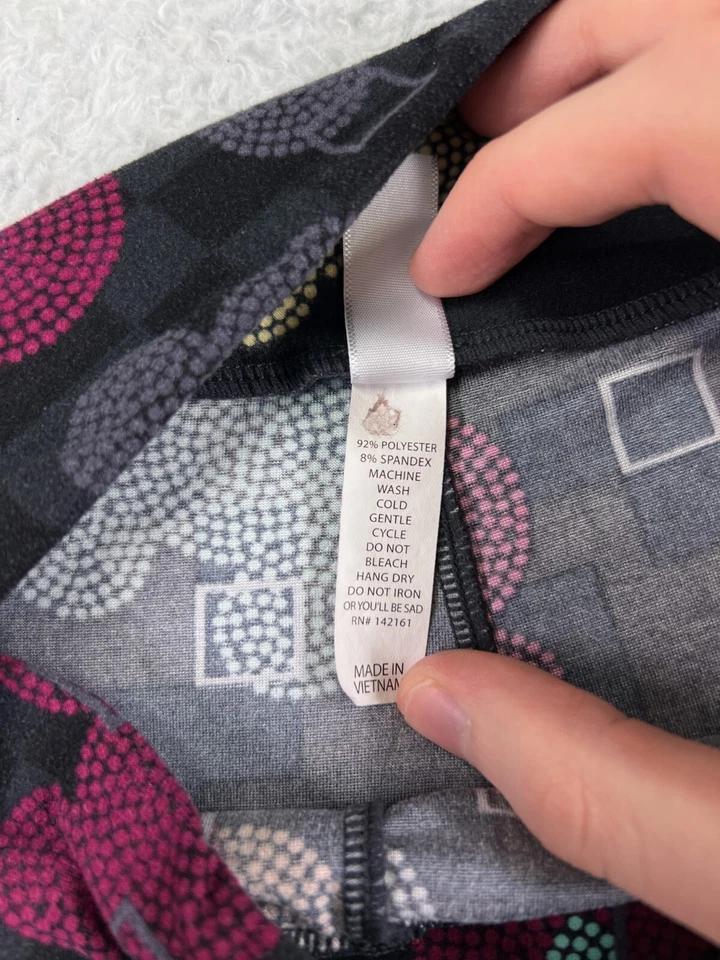 92% POLYESTER
8% SPANDEX
MACHINE
WASH
COLD
GENTLE
CYCLE
DO NOT
BLEACH
HANG DRY
DO NOT IRON
OR YOU'LL BE SAD
RN# 142161
MADE IN
VIETNAM